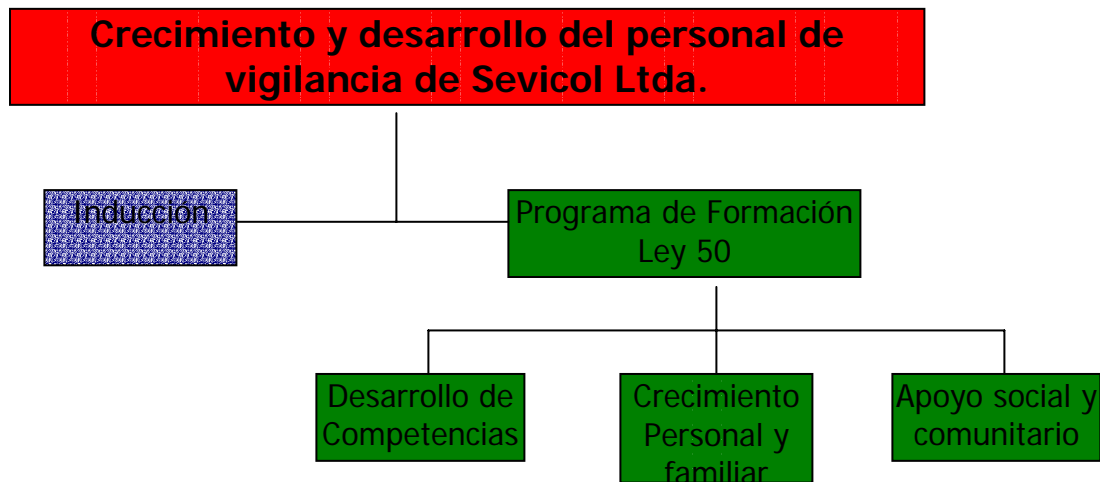 Crecimiento y desarrollo del personal de
vigilancia de Sevicol Ltda.
Inducción
Programa de Formación
Ley 50
Desarrollo de
Competencias
Crecimiento
Personal y
familiar
Apoyo social y
comunitario